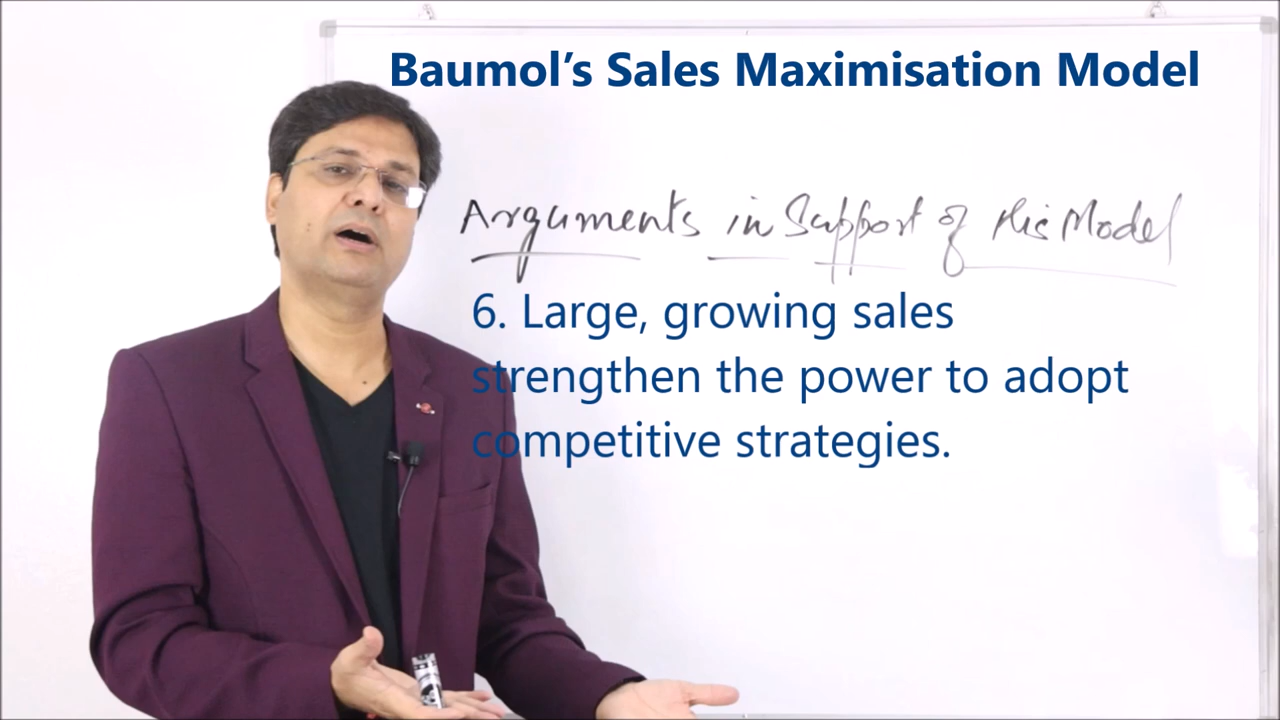 Baumol’s Sales Maximisation Model
Arguments in Support of His Model
6. Large, growing sales
strengthen the power to adopt
competitive strategies.